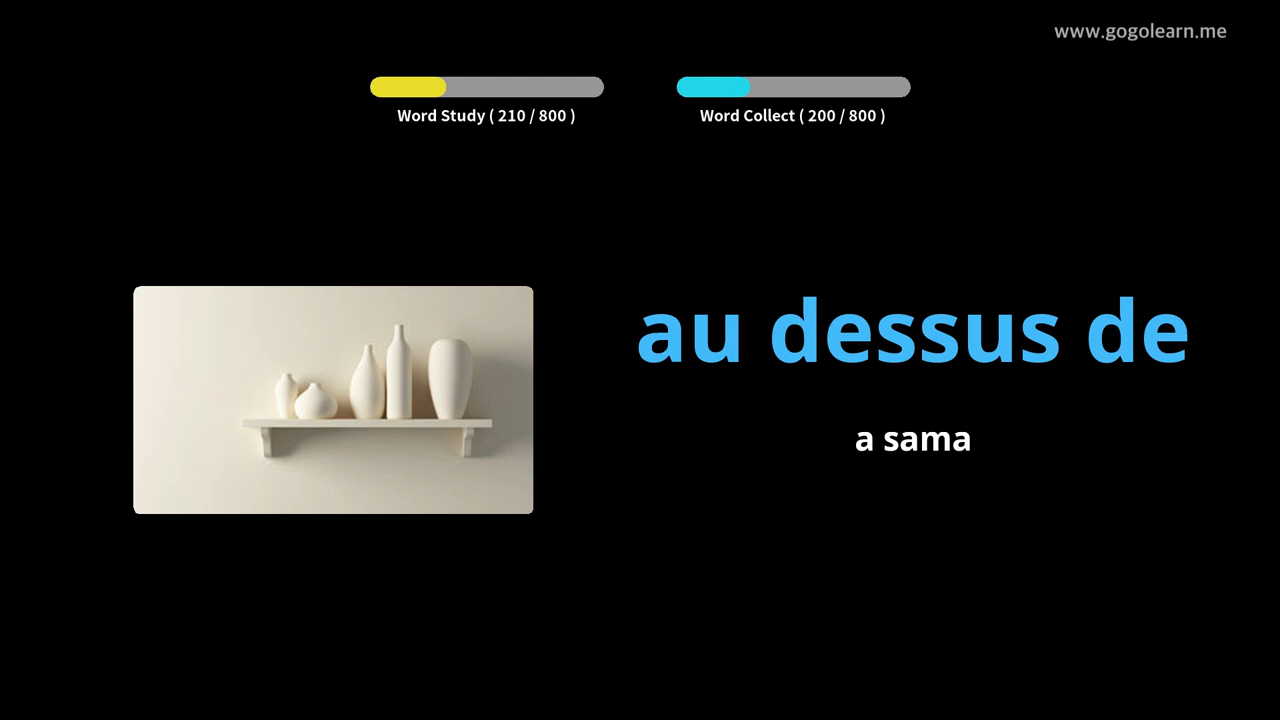 www.gogolearn.me
Word Study ( 210 / 800 )
Word Collect ( 200 / 800 )
au dessus de
a sama